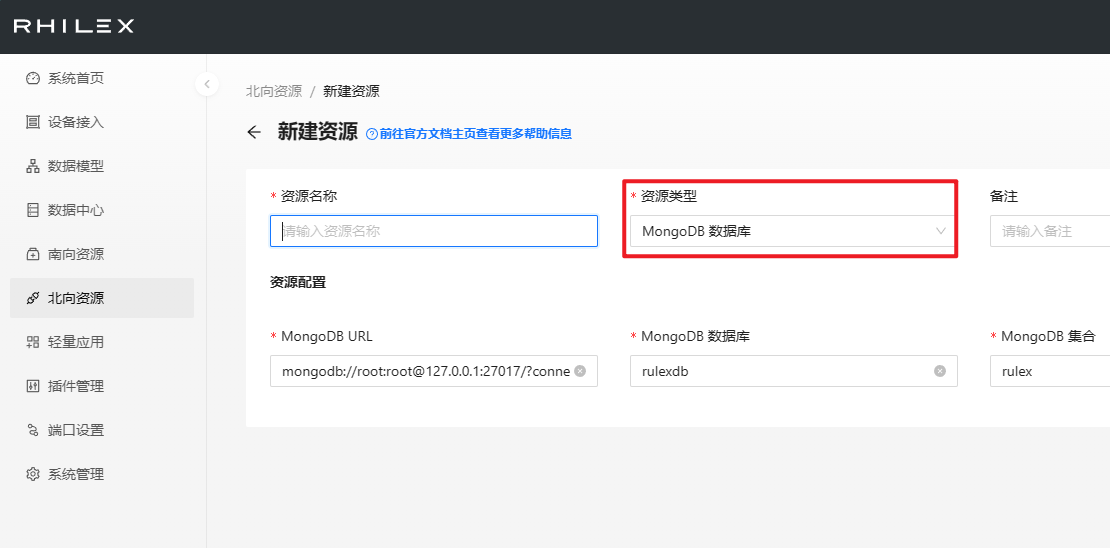 RHILEX
系统首页
设备接入
数据模型
数据中心
南向资源
北向资源
轻量应用
插件管理
端口设置
系统管理
北向资源 / 新建资源
新建资源 前往官方文档主页查看更多帮助信息
* 资源名称 * 资源类型 备注
请输入资源名称 MongoDB 数据库 请输入备注
资源配置
* MongoDB URL * MongoDB 数据库 * MongoDB 集合
mongodb://root:root@127.0.0.1:27017/?conne rulexdb rulex